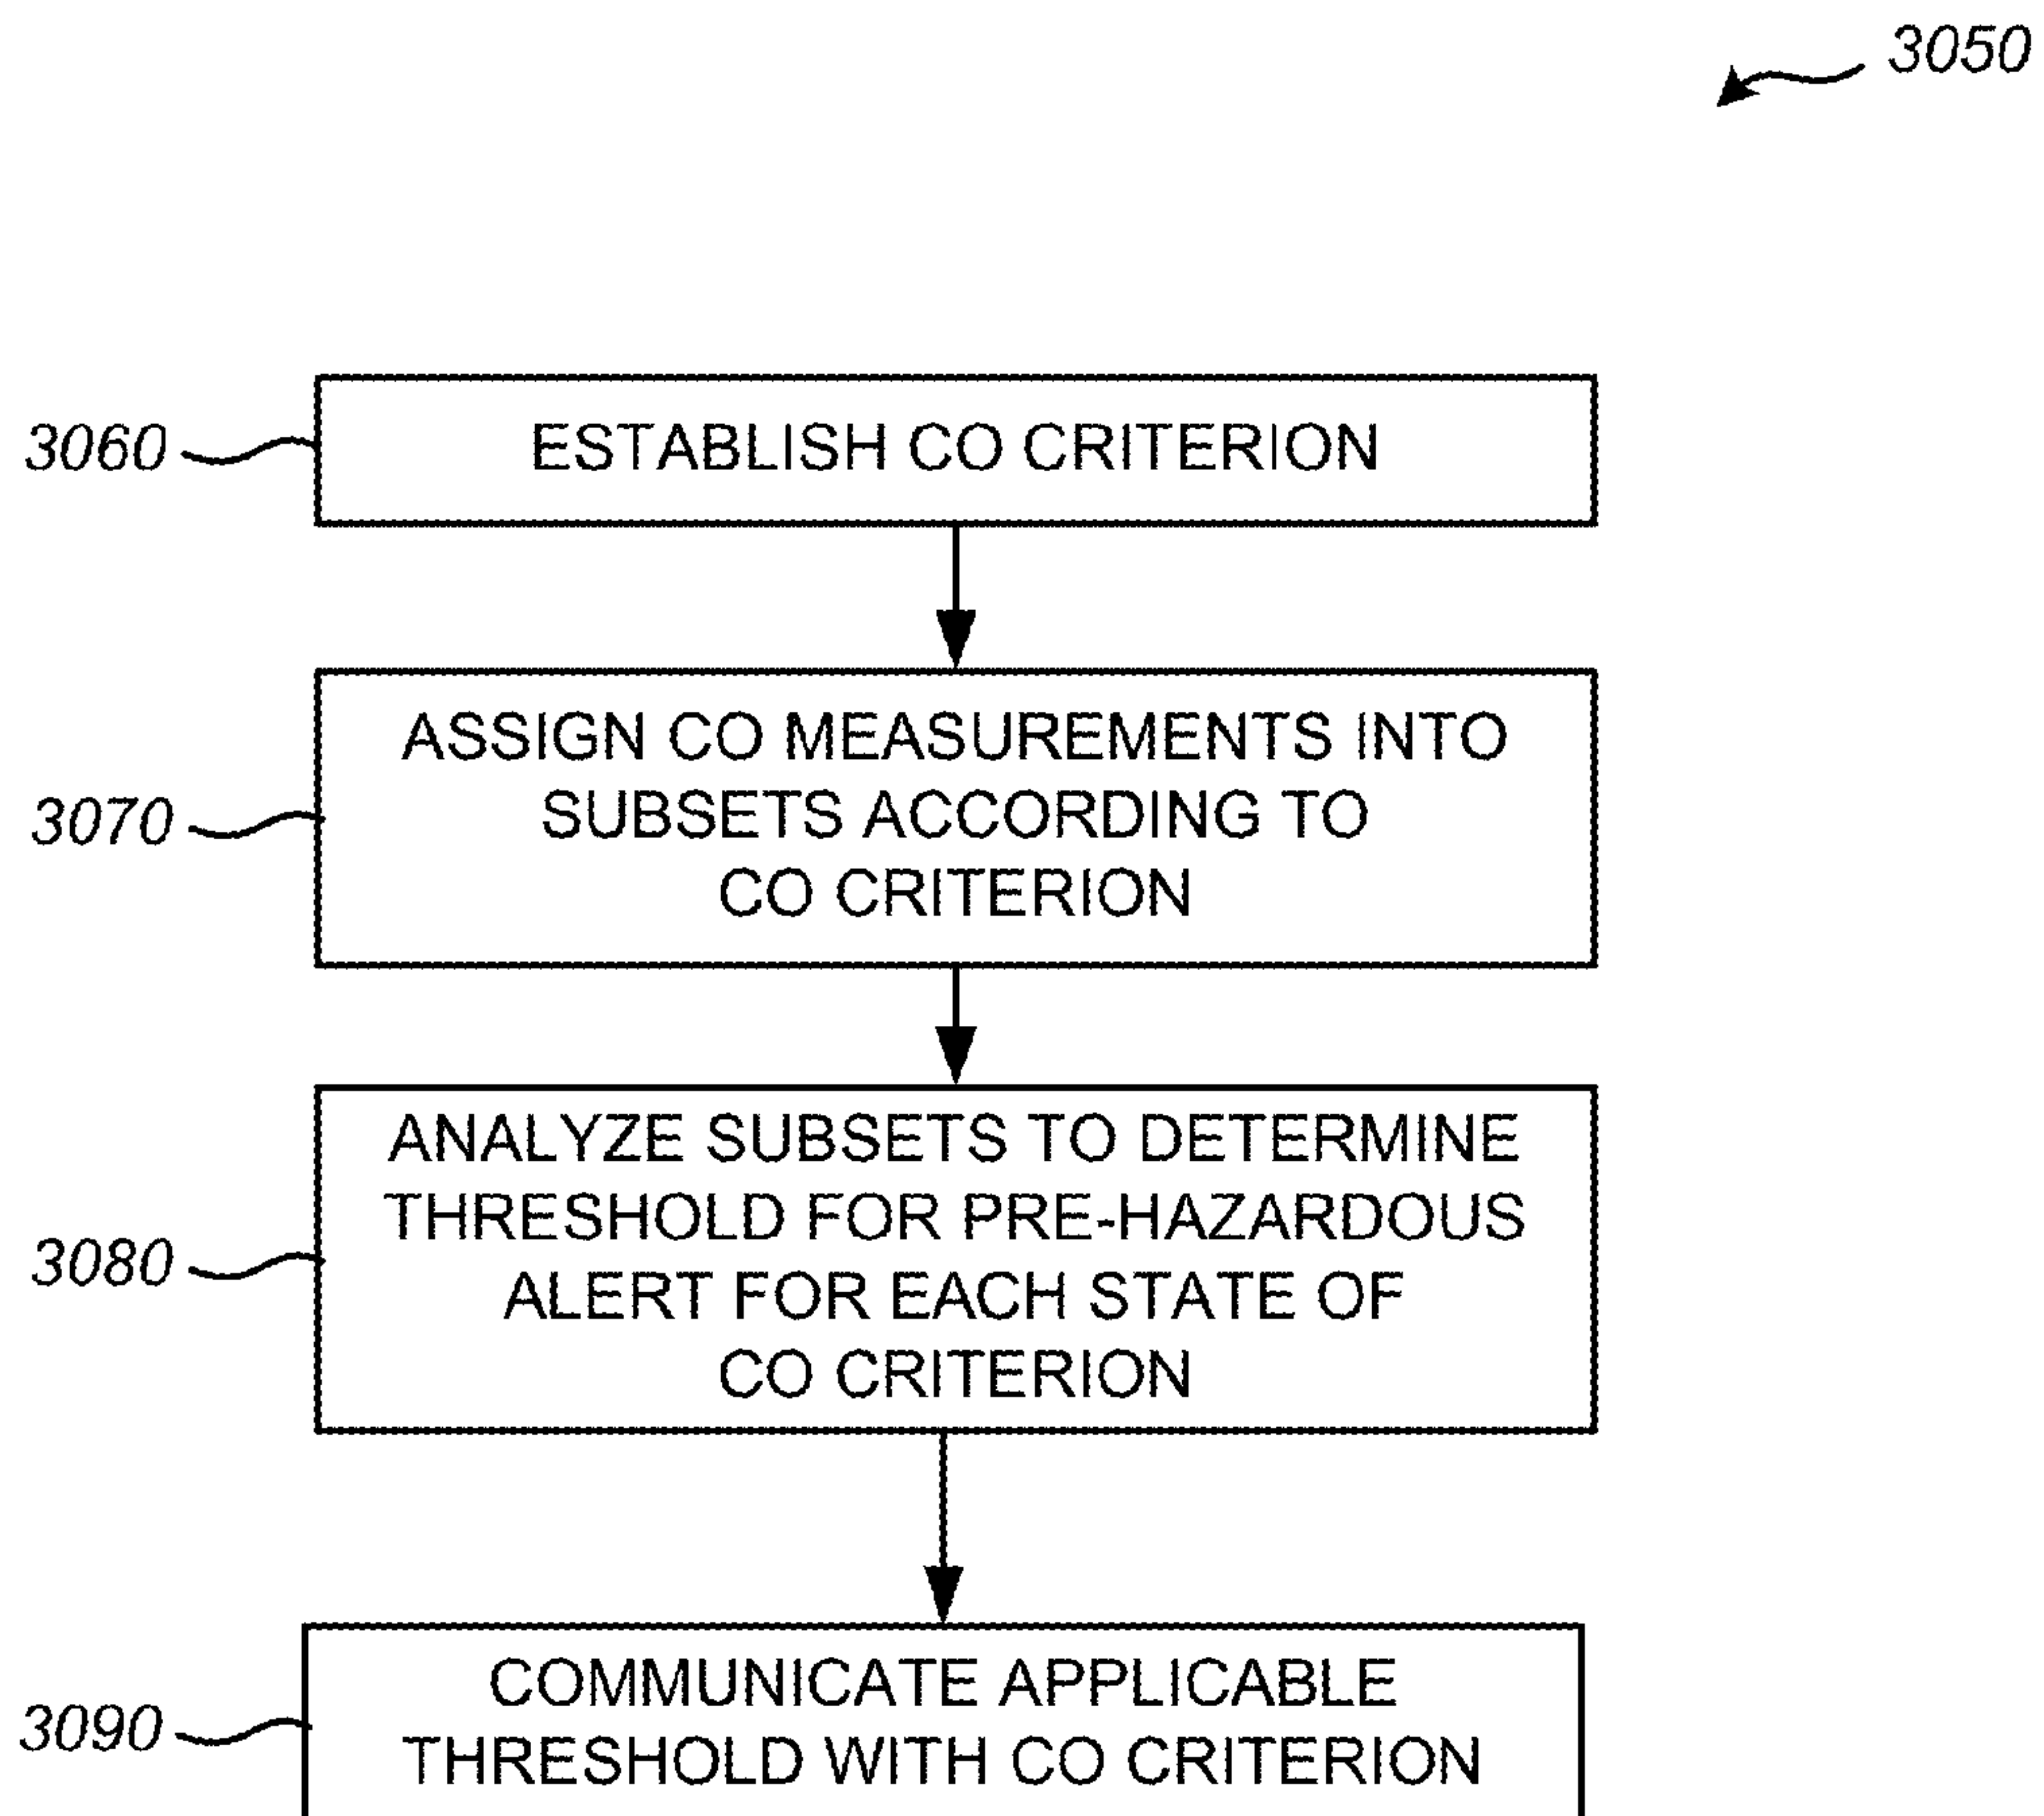 3050
3060
ESTABLISH CO CRITERION
3070
ASSIGN CO MEASUREMENTS INTO
SUBSETS ACCORDING TO
CO CRITERION
3080
ANALYZE SUBSETS TO DETERMINE
THRESHOLD FOR PRE-HAZARDOUS
ALERT FOR EACH STATE OF
CO CRITERION
3090
COMMUNICATE APPLICABLE
THRESHOLD WITH CO CRITERION